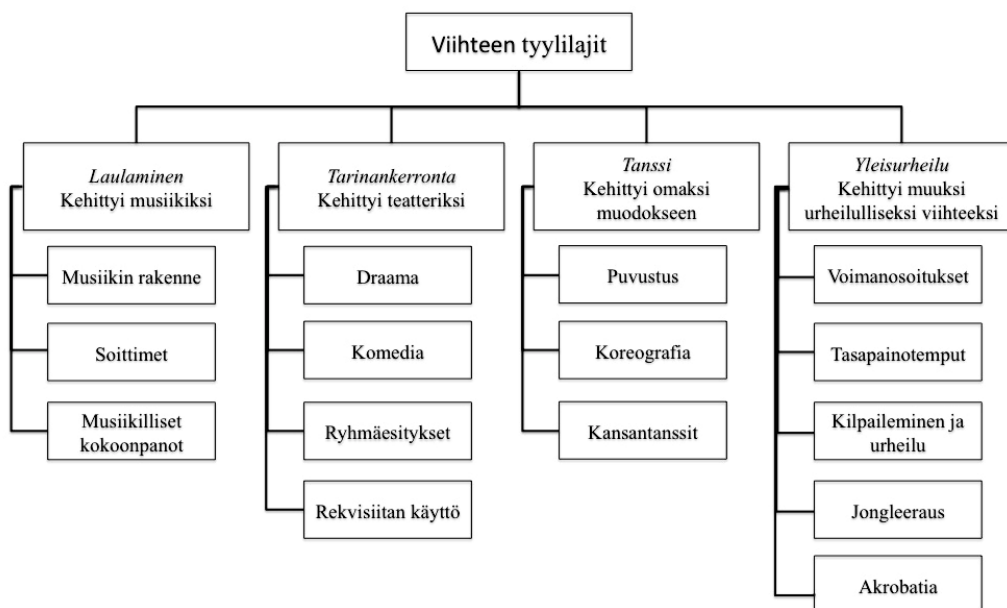 Viihteen tyylilajit
Laulaminen
Kehittyi musiikiksi
Musiikin rakenne
Soittimet
Musiikilliset
kokoonpanot
Tarinankerronta
Kehittyi teatteriksi
Draama
Komedia
Ryhmäesitykset
Rekvisiitan käyttö
Tanssi
Kehittyi omaksi
muodokseen
Puvustus
Koreografia
Kansantanssit
Yleisurheilu
Kehittyi muuksi
urheilulliseksi viihteeksi
Voimanosoitukset
Tasapainotemput
Kilpaileminen ja
urheilu
Jongleeraus
Akrobatia